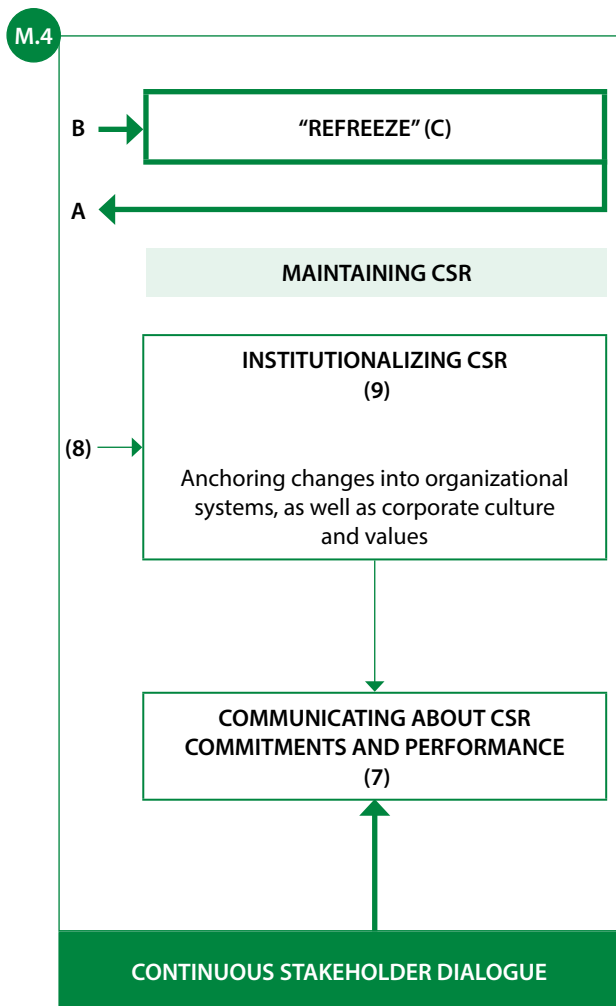 M.4
B
“REFREEZE” (C)
A
MAINTAINING CSR
INSTITUTIONALIZING CSR
(9)
(8)
Anchoring changes into organizational
systems, as well as corporate culture
and values
COMMUNICATING ABOUT CSR
COMMITMENTS AND PERFORMANCE
(7)
CONTINUOUS STAKEHOLDER DIALOGUE